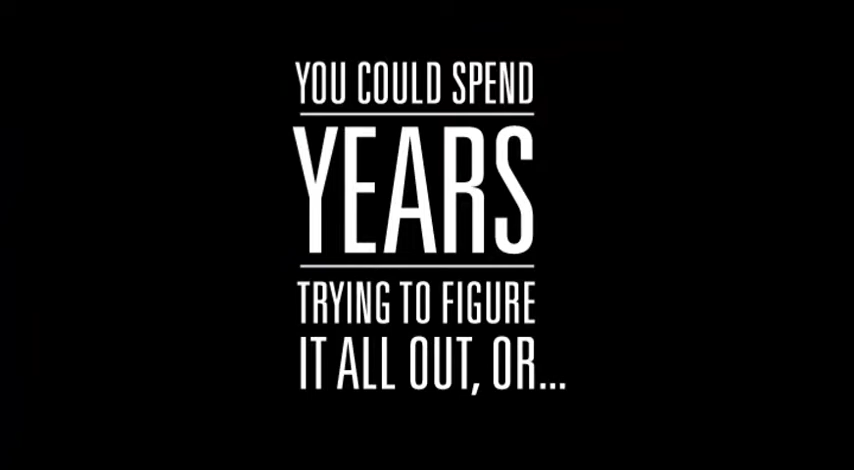 YOU COULD SPEND
YEARS
TRYING TO FIGURE
IT ALL OUT, OR...